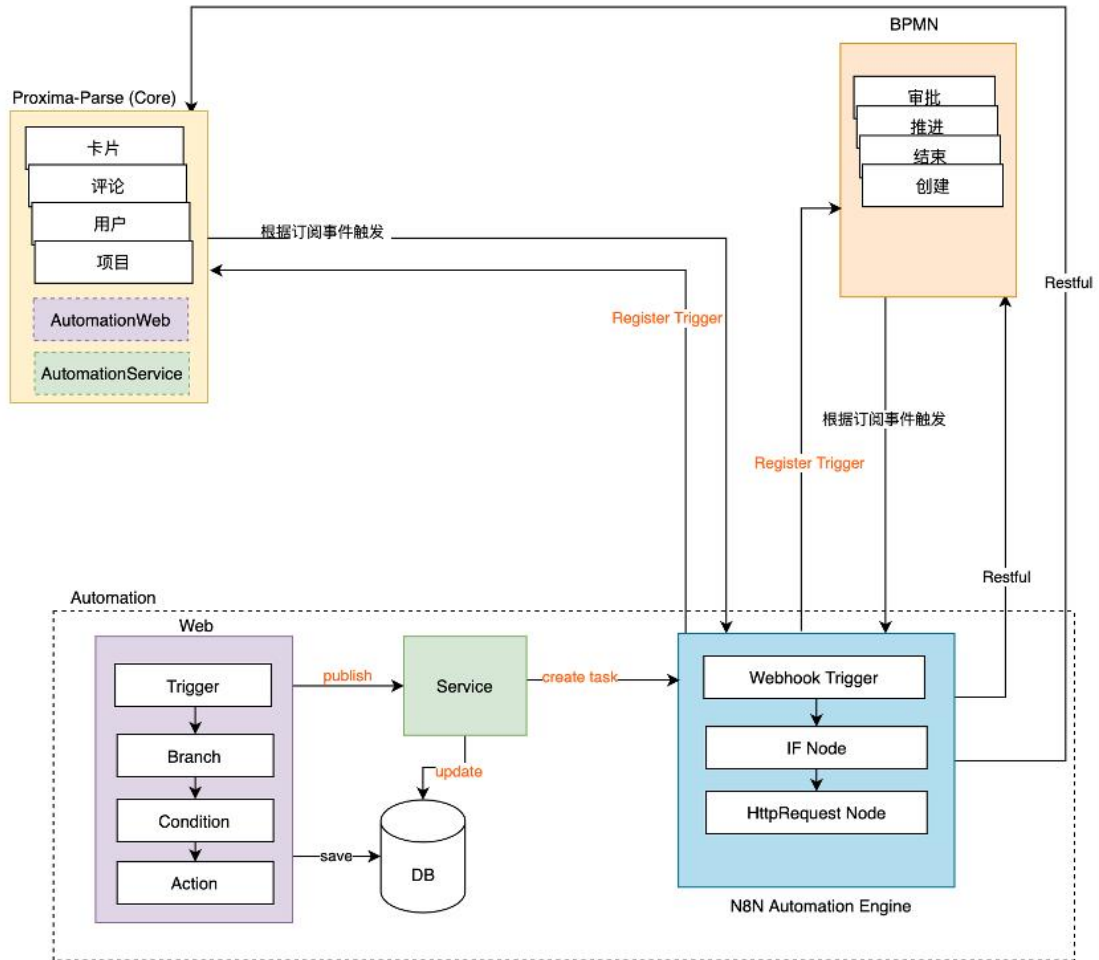 BPMN
Proxima-Parse (Core)
审批
推进
结束
创建
卡片
评论
用户
项目
AutomationWeb
AutomationService
根据订阅事件触发
Register Trigger
Restful
根据订阅事件触发
Register Trigger
Restful
Automation
Web
Trigger
Branch
Condition
Action
publish
save
Service
update
DB
create task
Webhook Trigger
IF Node
HttpRequest Node
N8N Automation Engine